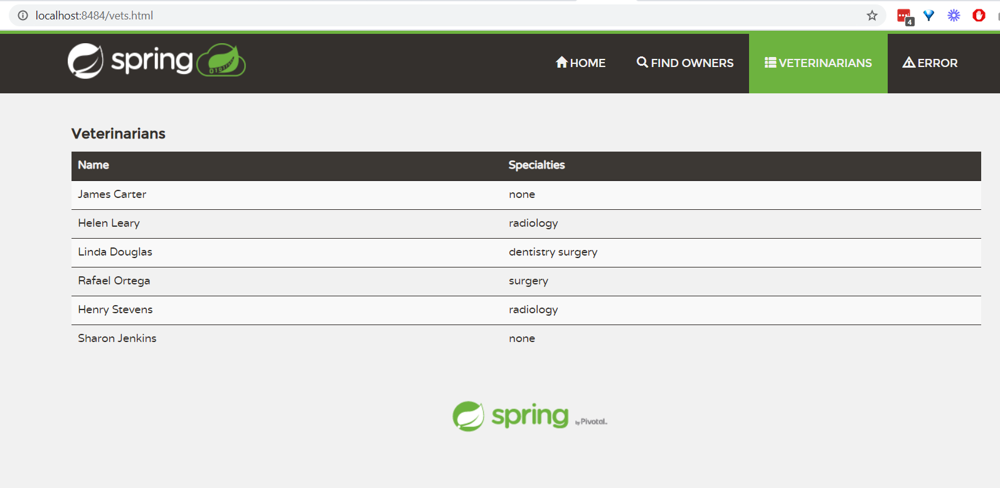 localhost:8484/vets.html
4
spring
HOME FIND OWNERS VETERINARIANS ERROR
Veterinarians
Name Specialties
James Carter none
Helen Leary radiology
Linda Douglas dentistry surgery
Rafael Ortega surgery
Henry Stevens radiology
Sharon Jenkins none
spring by Pivotal.